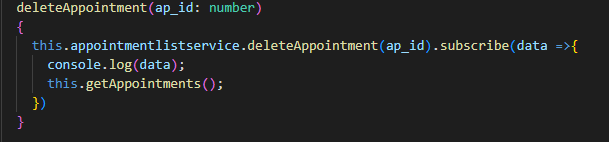 deleteAppointment(ap_id: number)
{
this.appointmentlistservice.deleteAppointment(ap_id).subscribe(data =>{
console.log(data);
this.getAppointments();
})
}